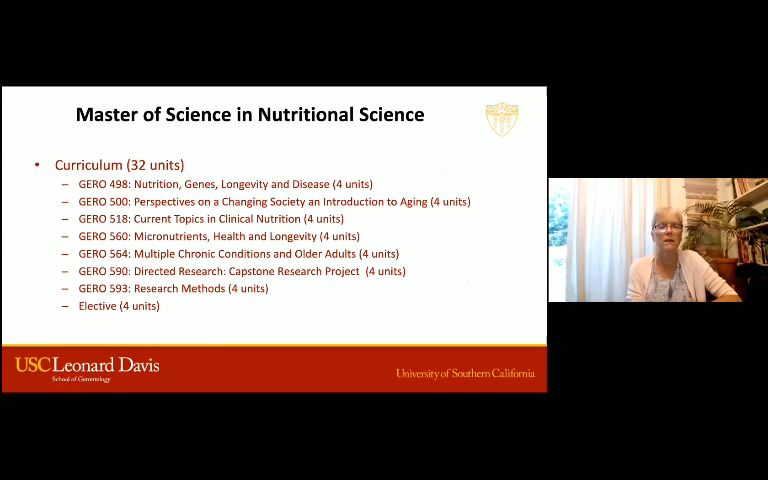 Master of Science in Nutritional Science
• Curriculum (32 units)
– GERO 498: Nutrition, Genes, Longevity and Disease (4 units)
– GERO 500: Perspectives on a Changing Society an Introduction to Aging (4 units)
– GERO 518: Current Topics in Clinical Nutrition (4 units)
– GERO 560: Micronutrients, Health and Longevity (4 units)
– GERO 564: Multiple Chronic Conditions and Older Adults (4 units)
– GERO 590: Directed Research: Capstone Research Project (4 units)
– GERO 593: Research Methods (4 units)
– Elective (4 units)
USC Leonard Davis
School of Gerontology
University of Southern California